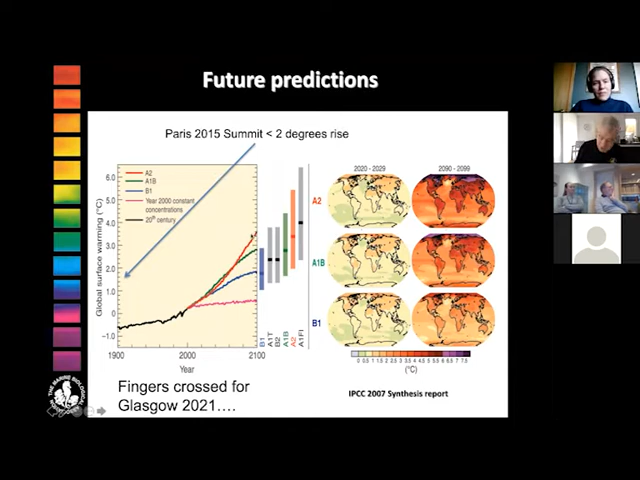 Future predictions
Paris 2015 Summit < 2 degrees rise
Global surface warming (°C)
6.0
5.0
4.0
3.0
2.0
1.0
0
−1.0
A2
A1B
B1
Year 2000 constant
concentrations
20th century
1900
2000
2100
Year
B1
A1T
B2
A1B
A2
A1FI
2020 - 2029
2090 - 2099
A2
A1B
B1
0 0.5 1 1.5 2 2.5 3 3.5 4 4.5 5 5.5 6 6.5 7 7.5
(°C)
Fingers crossed for
Glasgow 2021….
IPCC 2007 Synthesis report
THE MARINE BIOLOGICAL ASSOCIATION